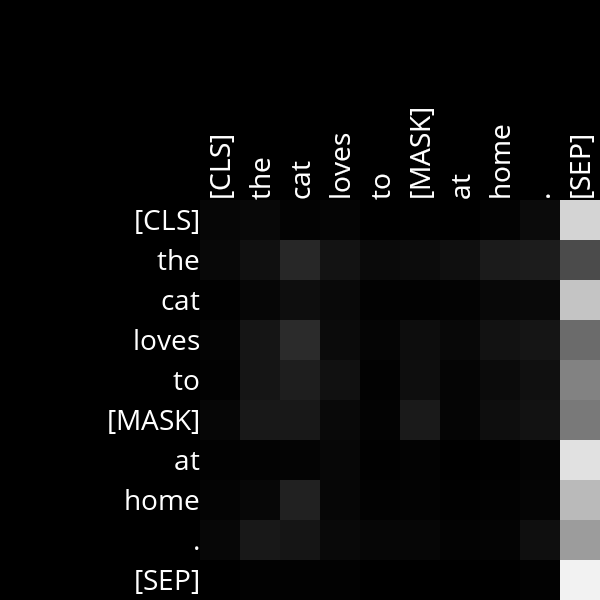 [CLS] the cat loves to [MASK] at home . [SEP]
[CLS]
the
cat
loves
to
[MASK]
at
home
.
[SEP]